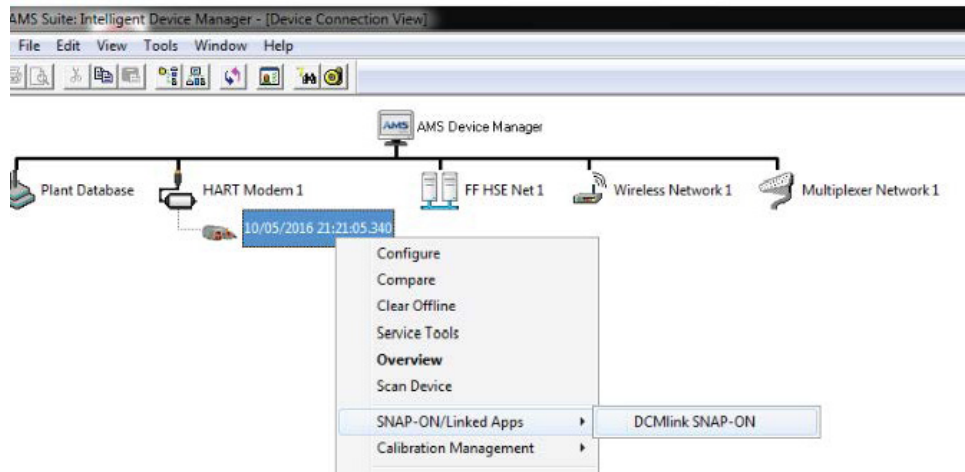 AMS Suite: Intelligent Device Manager - [Device Connection View]
File Edit View Tools Window Help
AMS AMS Device Manager
Plant Database HART Modem 1 FF HSE Net 1 Wireless Network 1 Multiplexer Network 1
10/05/2016 21:21:05.340
Configure
Compare
Clear Offline
Service Tools
Overview
Scan Device
SNAP-ON/Linked Apps DCMlink SNAP-ON
Calibration Management